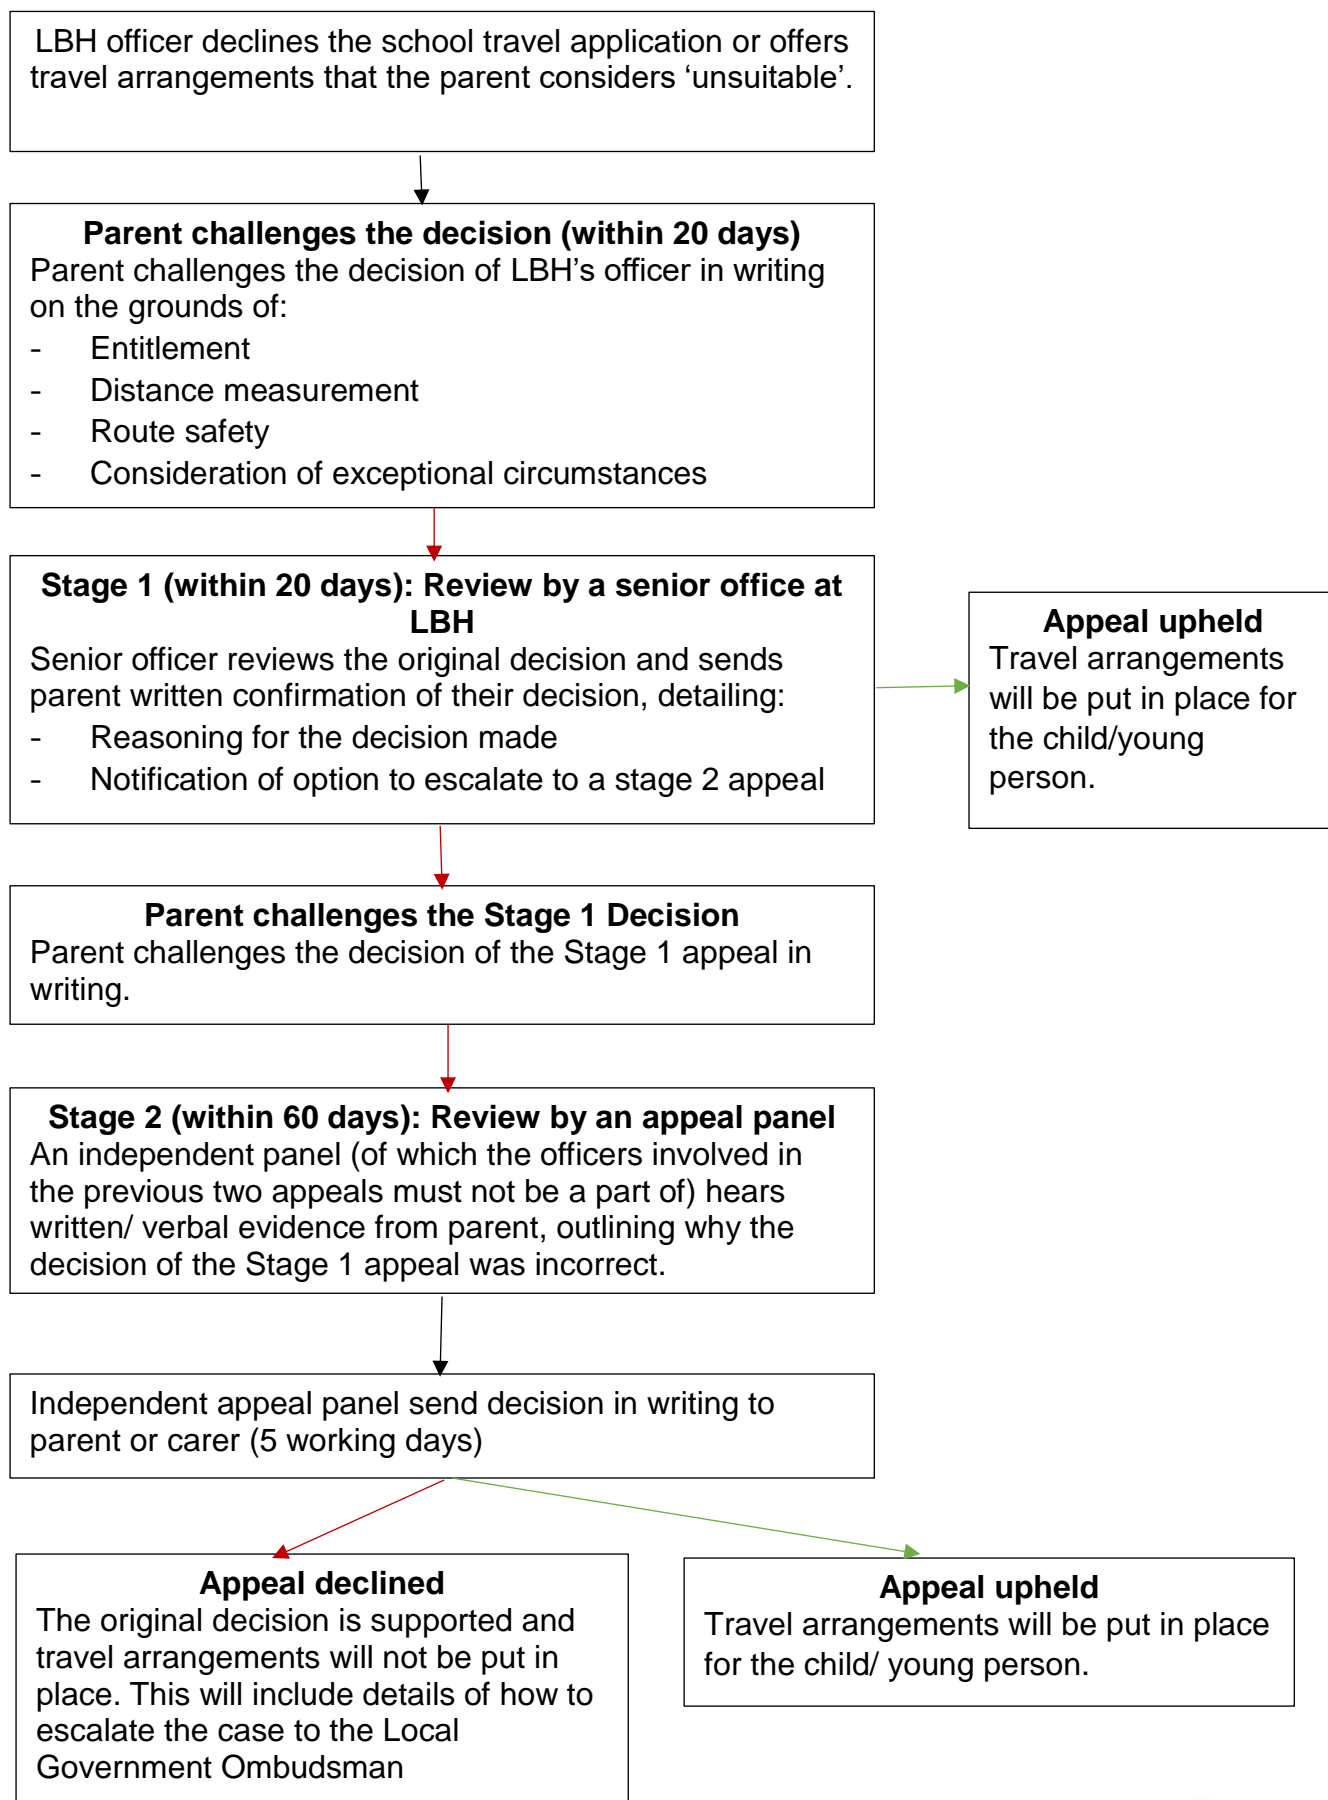 LBH officer declines the school travel application or offers
travel arrangements that the parent considers ‘unsuitable’.
Parent challenges the decision (within 20 days)
Parent challenges the decision of LBH’s officer in writing
on the grounds of:
- Entitlement
- Distance measurement
- Route safety
- Consideration of exceptional circumstances
Stage 1 (within 20 days): Review by a senior office at
LBH
Senior officer reviews the original decision and sends
parent written confirmation of their decision, detailing:
- Reasoning for the decision made
- Notification of option to escalate to a stage 2 appeal
Appeal upheld
Travel arrangements
will be put in place for
the child/young
person.
Parent challenges the Stage 1 Decision
Parent challenges the decision of the Stage 1 appeal in
writing.
Stage 2 (within 60 days): Review by an appeal panel
An independent panel (of which the officers involved in
the previous two appeals must not be a part of) hears
written/ verbal evidence from parent, outlining why the
decision of the Stage 1 appeal was incorrect.
Independent appeal panel send decision in writing to
parent or carer (5 working days)
Appeal declined
The original decision is supported and
travel arrangements will not be put in
place. This will include details of how to
escalate the case to the Local
Government Ombudsman
Appeal upheld
Travel arrangements will be put in place
for the child/ young person.